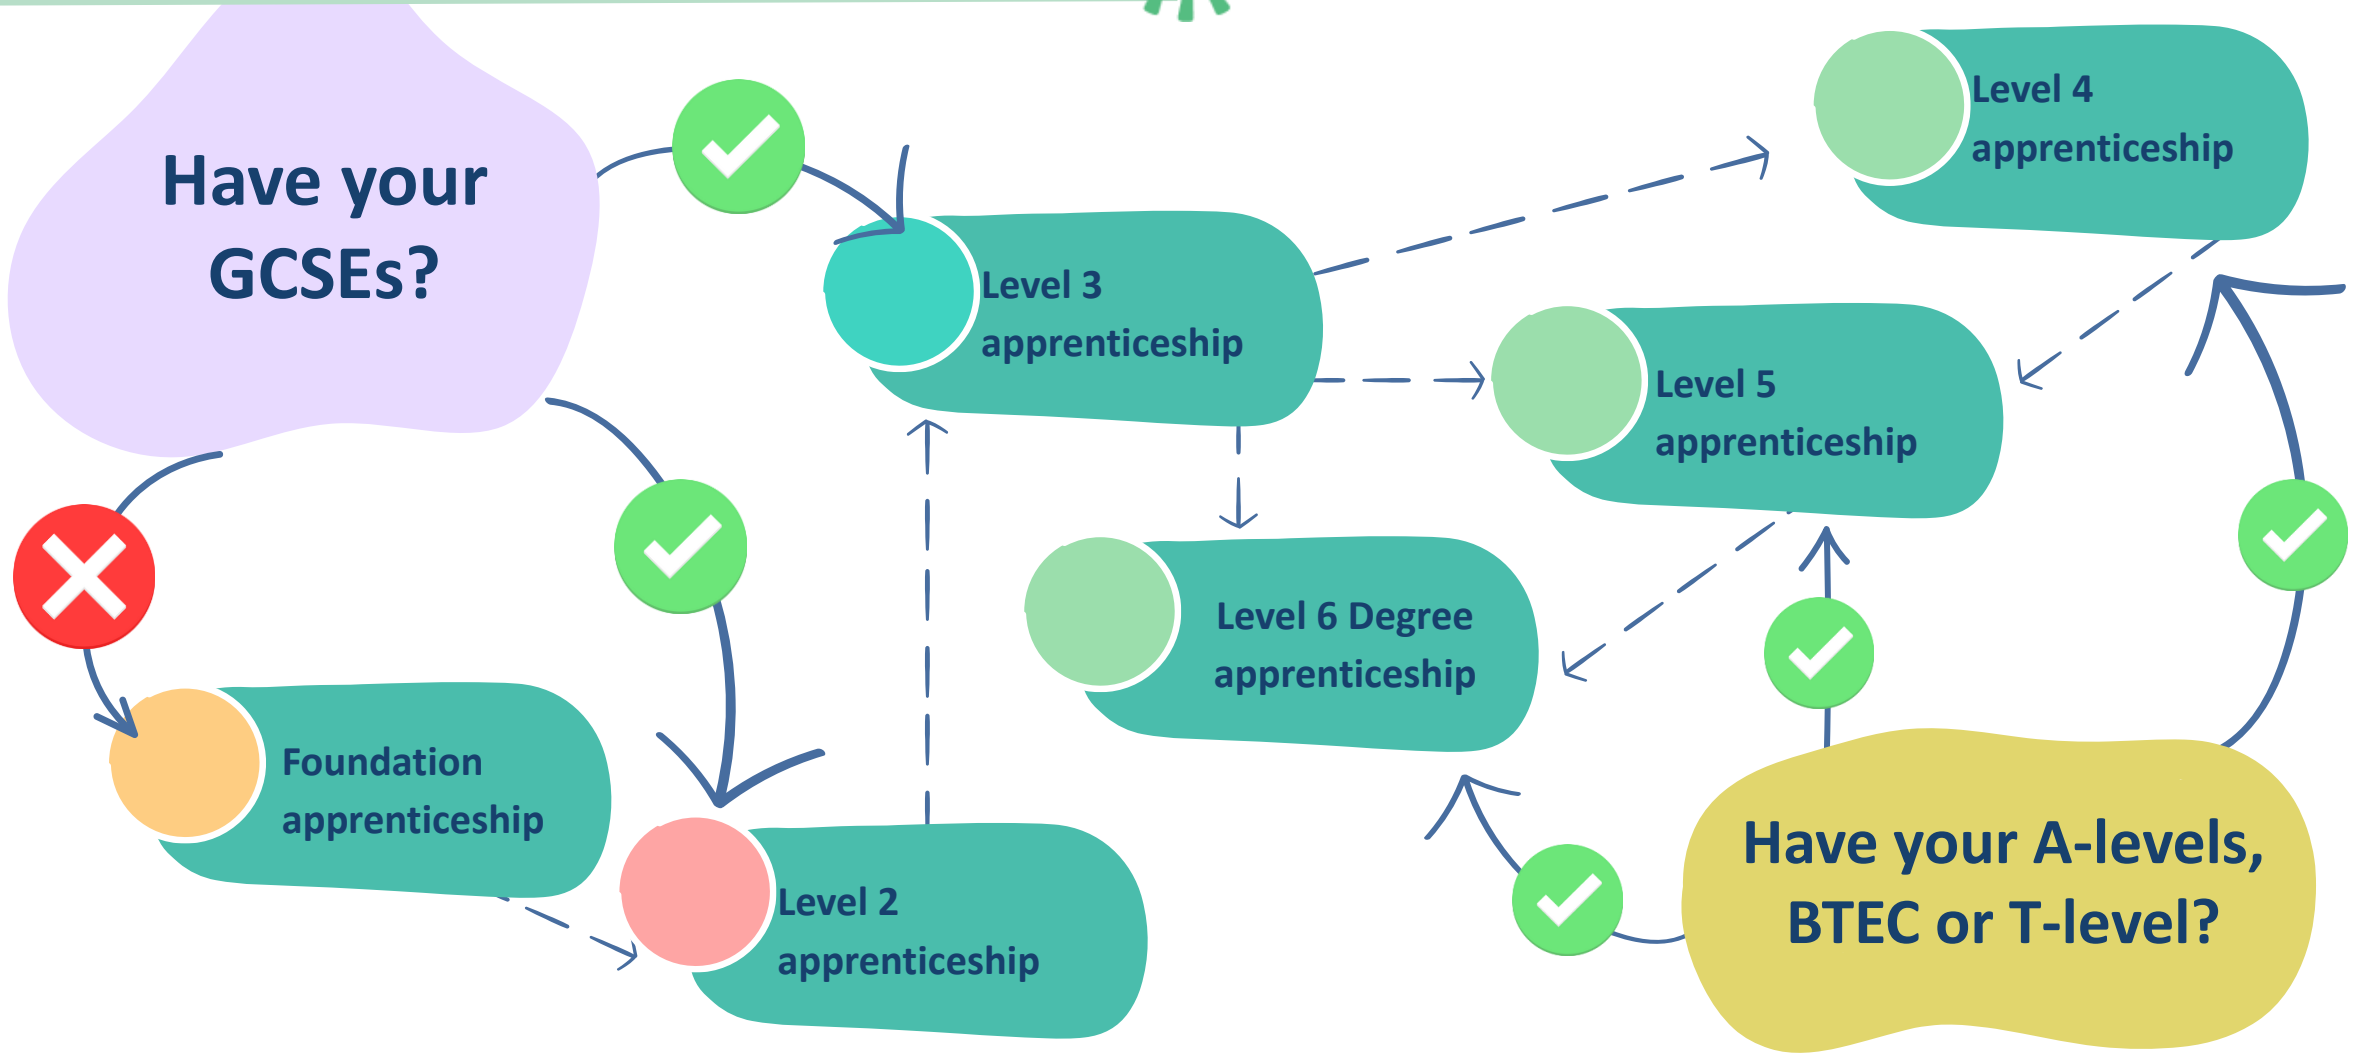 Have your
GCSEs?
Level 3
apprenticeship
Level 4
apprenticeship
Level 5
apprenticeship
Level 6 Degree
apprenticeship
Foundation
apprenticeship
Level 2
apprenticeship
Have your A-levels,
BTEC or T-level?